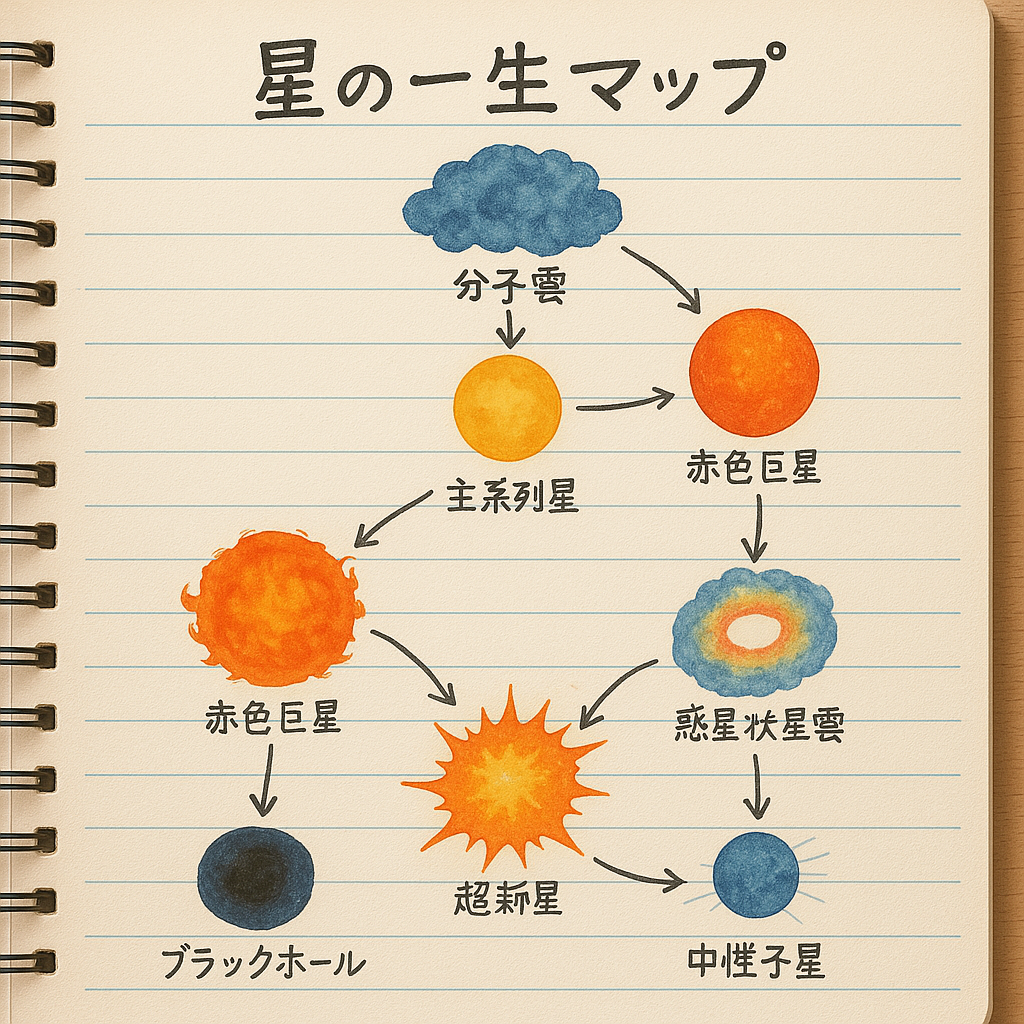 星の一生マップ
分子雲
主系列星
赤色巨星
赤色巨星
惑星状星雲
超新星
ブラックホール
中性子星